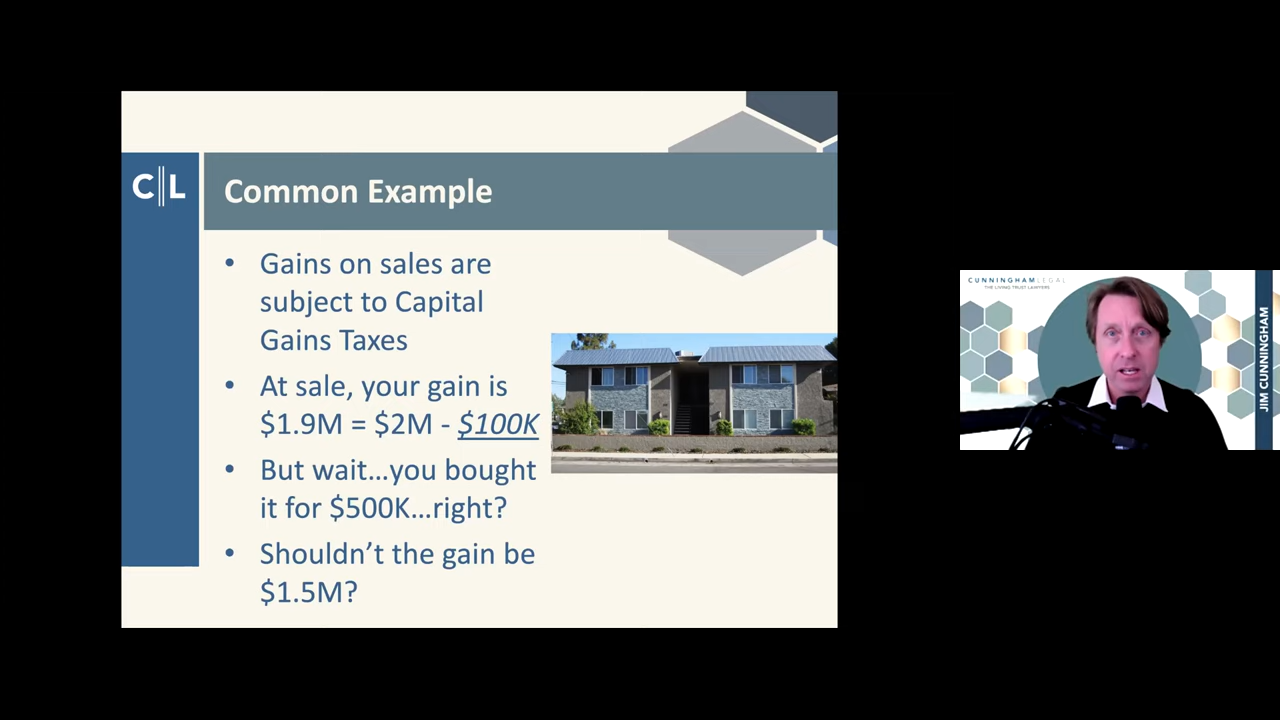 C|L
Common Example
• Gains on sales are
subject to Capital
Gains Taxes
• At sale, your gain is
$1.9M = $2M - $100K
• But wait…you bought
it for $500K…right?
• Shouldn’t the gain be
$1.5M?
CUNNINGHAMLEGAL
THE LIVING TRUST LAWYERS
JIM CUNNINGHAM